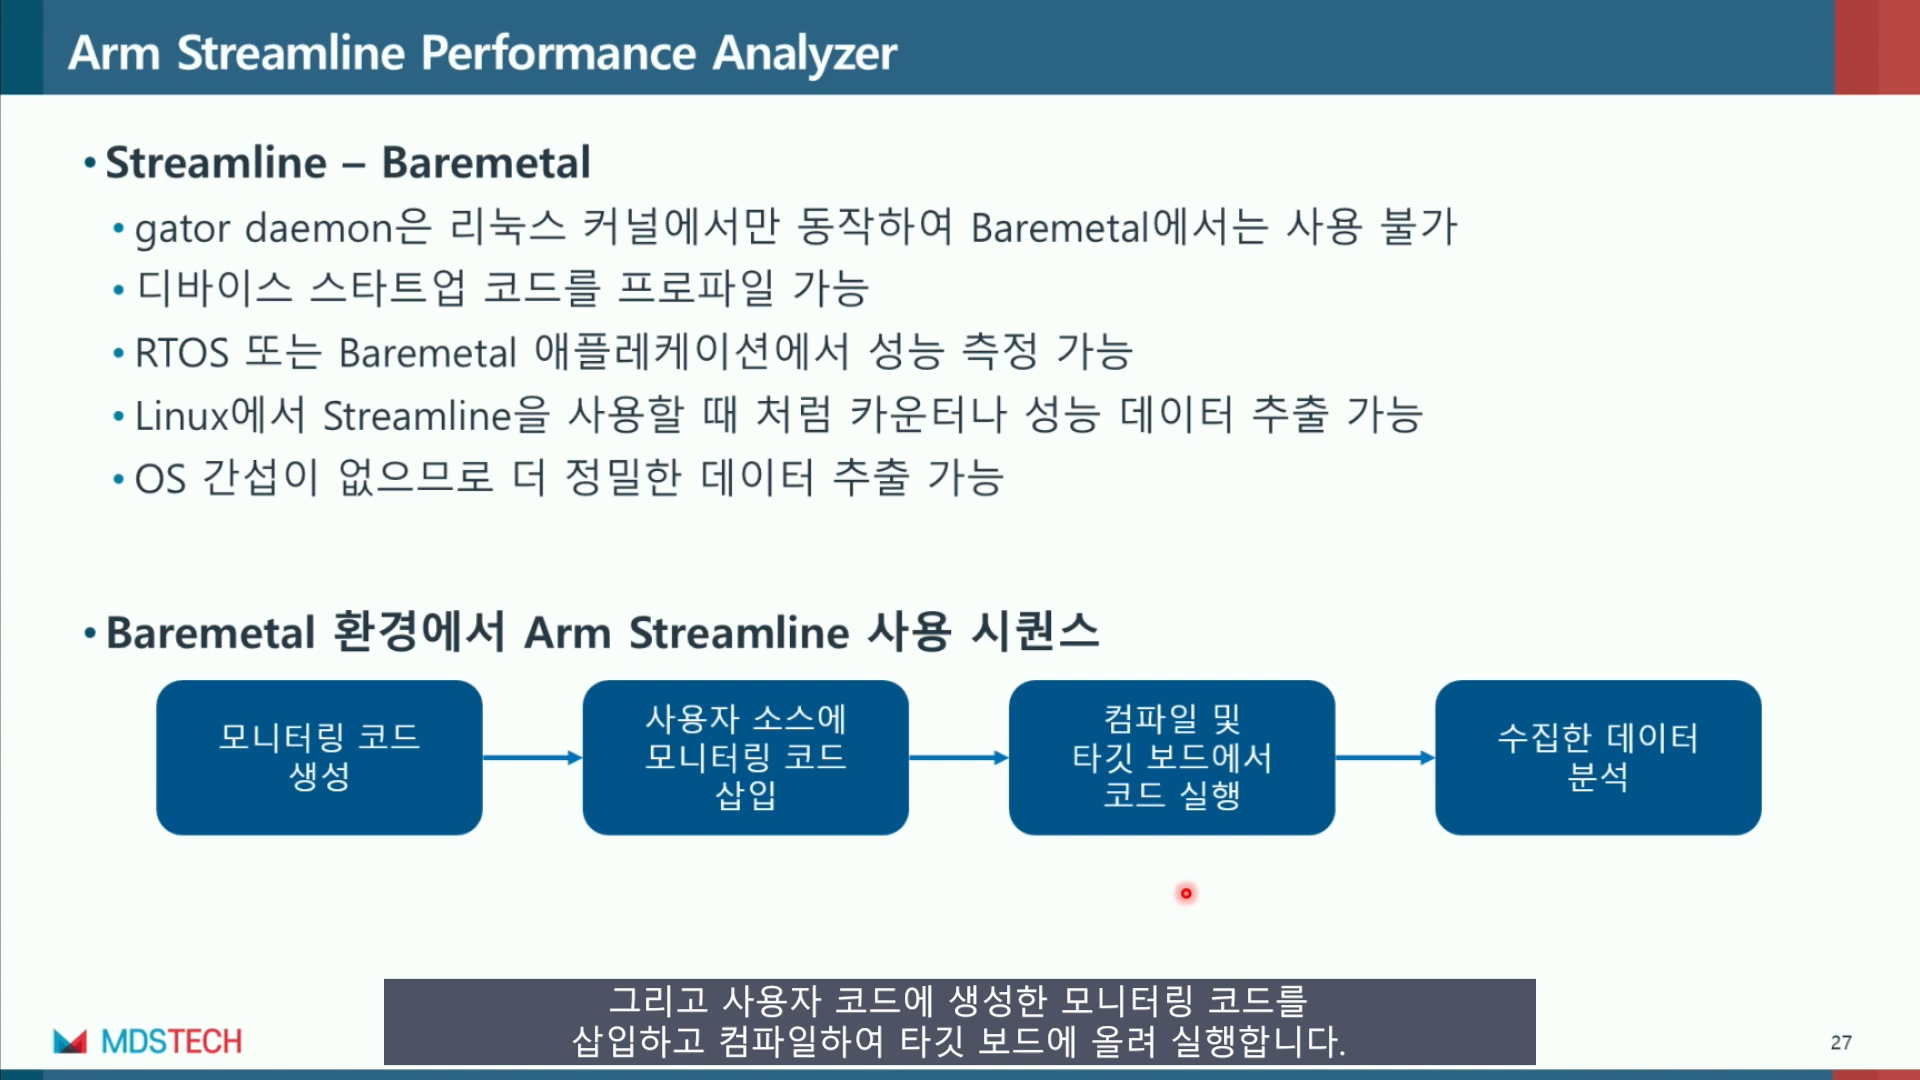 Arm Streamline Performance Analyzer
• Streamline – Baremetal
• gator daemon은 리눅스 커널에서만 동작하여 Baremetal에서는 사용 불가
• 디바이스 스타트업 코드를 프로파일 가능
• RTOS 또는 Baremetal 애플레케이션에서 성능 측정 가능
• Linux에서 Streamline을 사용할 때 처럼 카운터나 성능 데이터 추출 가능
• OS 간섭이 없으므로 더 정밀한 데이터 추출 가능
• Baremetal 환경에서 Arm Streamline 사용 시퀀스
모니터링 코드
생성
사용자 소스에
모니터링 코드
삽입
컴파일 및
타깃 보드에서
코드 실행
수집한 데이터
분석
그리고 사용자 코드에 생성한 모니터링 코드를
삽입하고 컴파일하여 타깃 보드에 올려 실행합니다.
MDSTECH
27